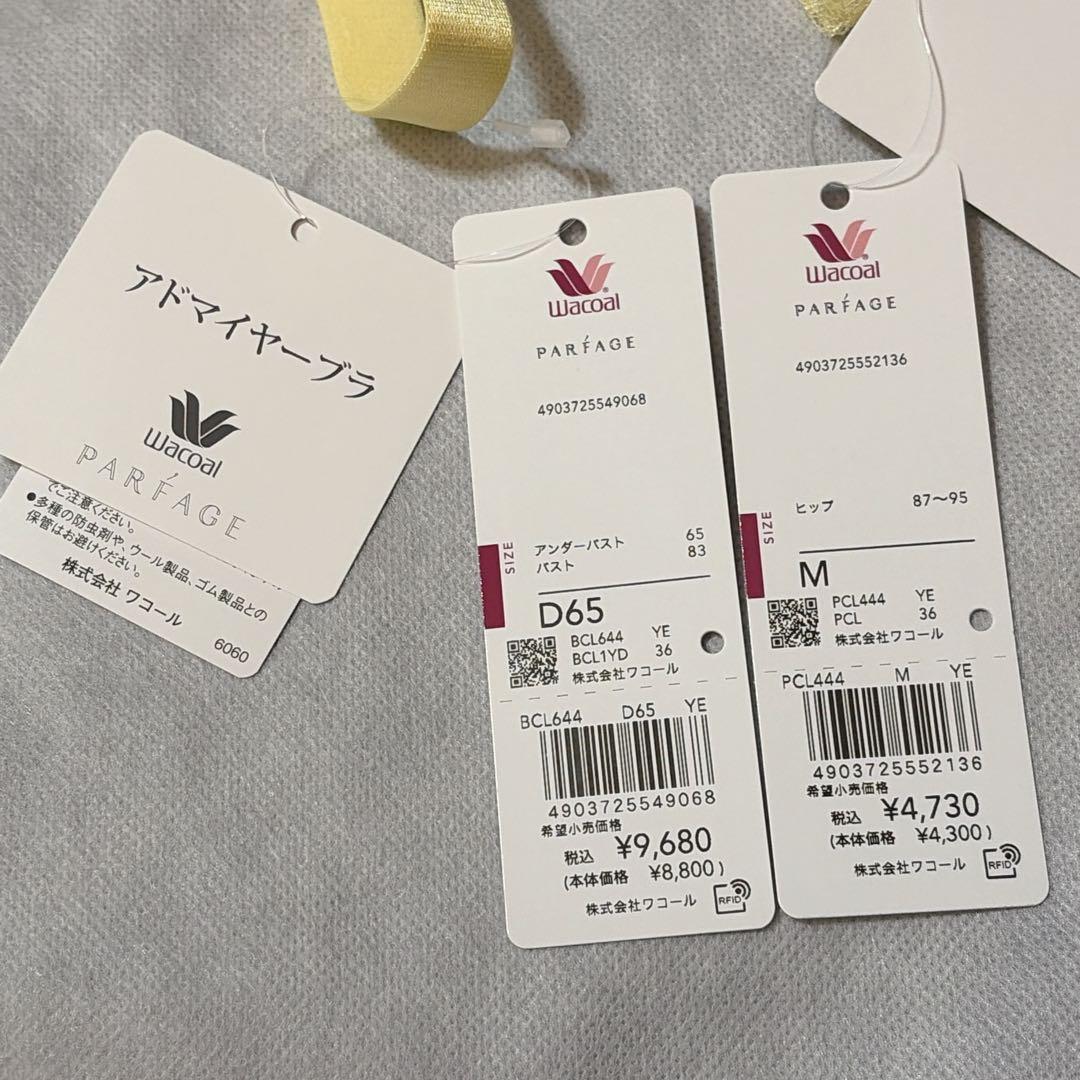 アドマイヤーブラ
Wacoal
PARFAGE
でご注意ください。
●多種の防虫剤や、ウール製品、ゴム製品との
保管はお避けください。
株式会社 ワコール
6060
Wacoal
PARFAGE
4903725549068
SIZE
アンダーバスト 65
バスト 83
D65
BCL644 YE
BCL1YD 36
株式会社ワコール
BCL644 D65 YE
4903725549068
希望小売価格
税込 ¥9,680
(本体価格 ¥8,800)
株式会社ワコール
RFID
Wacoal
PARFAGE
4903725552136
SIZE
ヒップ 87～95
M
PCL444 YE
PCL 36
株式会社ワコール
PCL444 M YE
4903725552136
希望小売価格
税込 ¥4,730
(本体価格 ¥4,300)
株式会社ワコール
RFID